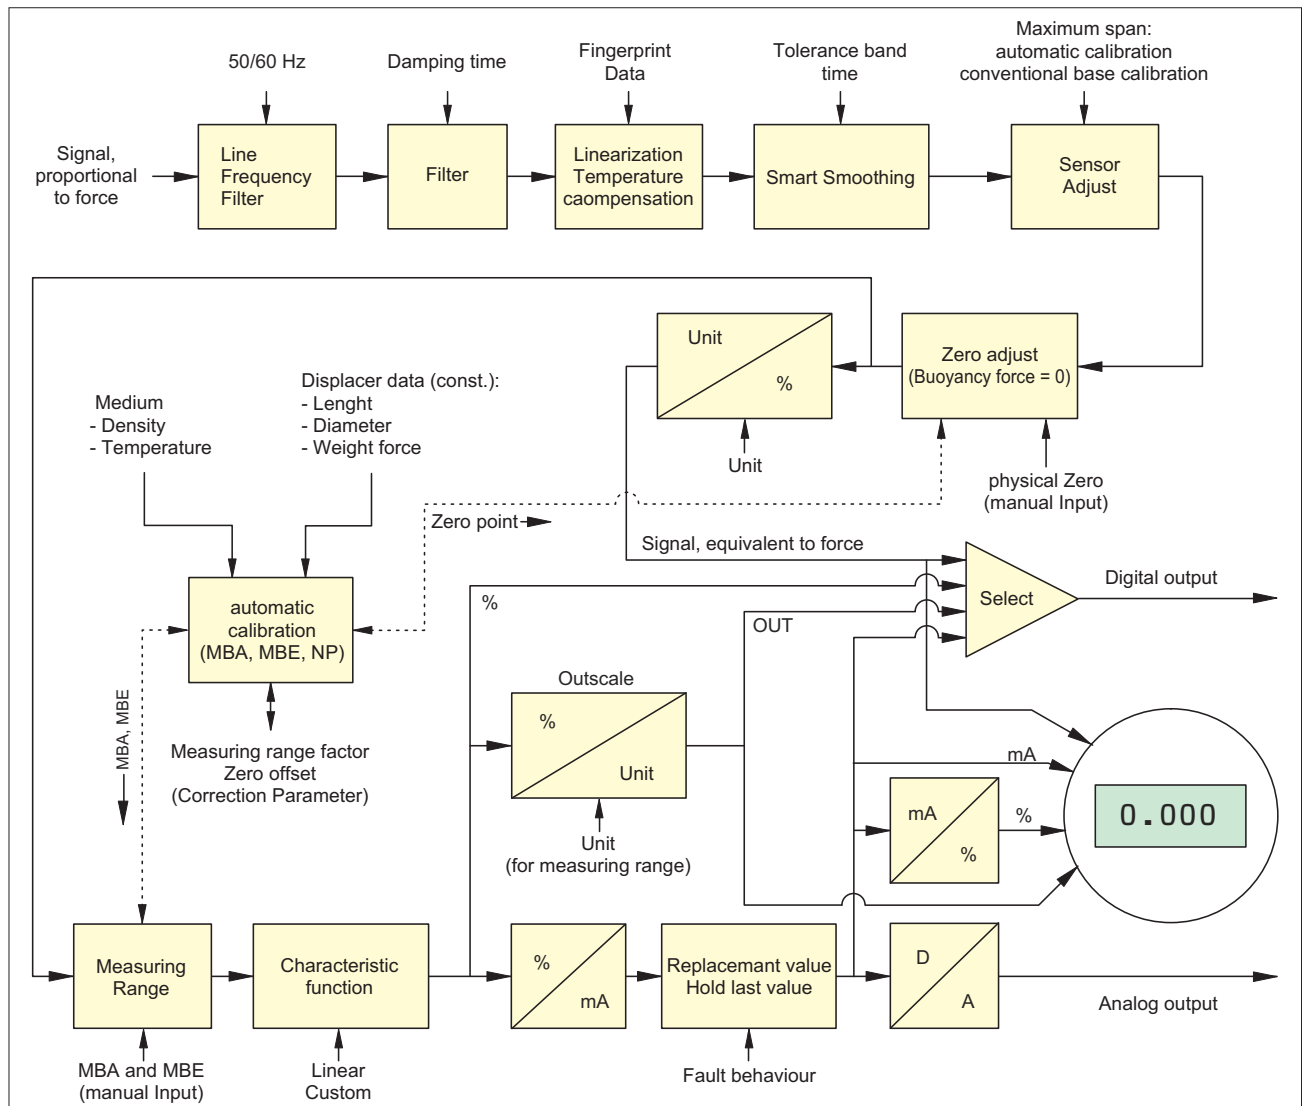 50/60 Hz
Damping time
Fingerprint
Data
Tolerance band
time
Maximum span:
automatic calibration
conventional base calibration
Signal,
proportional
to force
Line
Frequency
Filter
Filter
Linearization
Temperature
caompensation
Smart Smoothing
Sensor
Adjust
Unit
%
Zero adjust
(Buoyancy force = 0)
Unit
physical Zero
(manual Input)
Medium
- Density
- Temperature
Displacer data (const.):
- Lenght
- Diameter
- Weight force
Zero point
Signal, equivalent to force
Select
Digital output
%
OUT
automatic
calibration
(MBA, MBE, NP)
MBA, MBE
Measuring range factor
Zero offset
(Correction Parameter)
Outscale
%
Unit
Unit
(for measuring range)
mA
mA
%
%
0.000
Measuring
Range
Characteristic
function
%
mA
Replacemant value
Hold last value
D
A
Analog output
MBA and MBE
(manual Input)
Linear
Custom
Fault behaviour